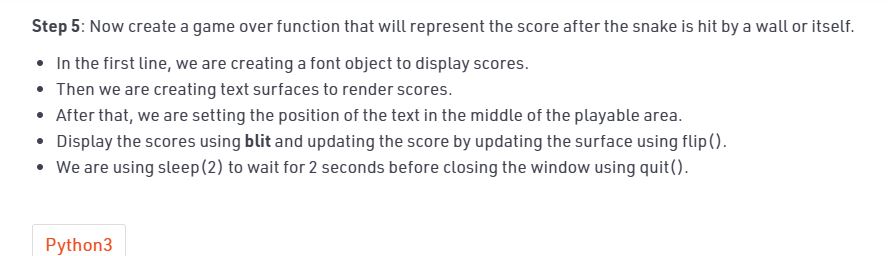 Step 5: Now create a game over function that will represent the score after the snake is hit by a wall or itself.
• In the first line, we are creating a font object to display scores.
• Then we are creating text surfaces to render scores.
• After that, we are setting the position of the text in the middle of the playable area.
• Display the scores using blit and updating the score by updating the surface using flip().
• We are using sleep(2) to wait for 2 seconds before closing the window using quit().
Python3